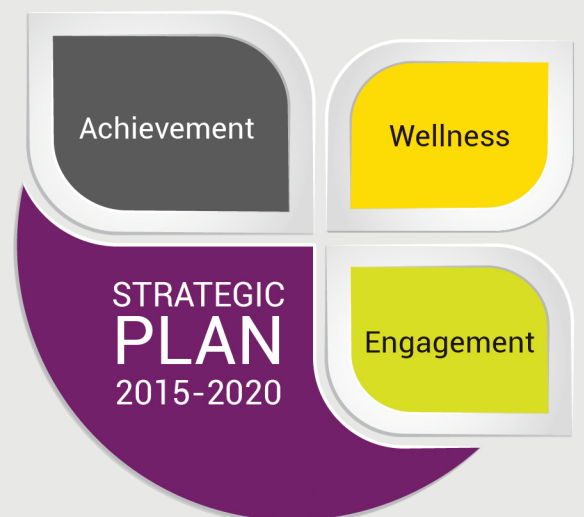 Achievement
Wellness
STRATEGIC
PLAN
2015-2020
Engagement